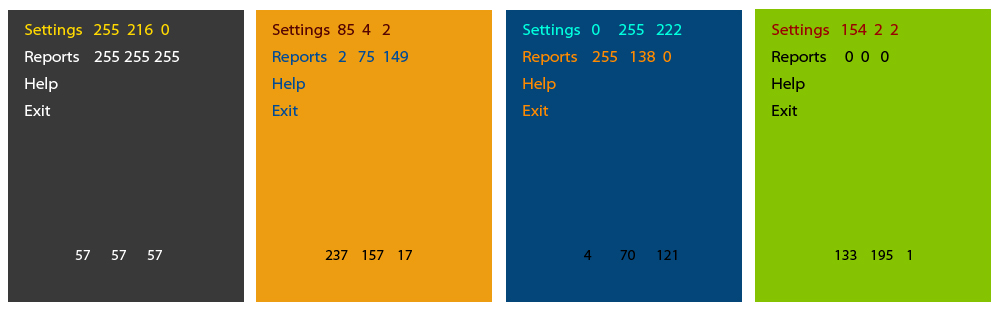 Settings 255 216 0
Reports 255 255 255
Help
Exit
57 57 57
Settings 85 4 2
Reports 2 75 149
Help
Exit
237 157 17
Settings 0 255 222
Reports 255 138 0
Help
Exit
4 70 121
Settings 154 2 2
Reports 0 0 0
Help
Exit
133 195 1